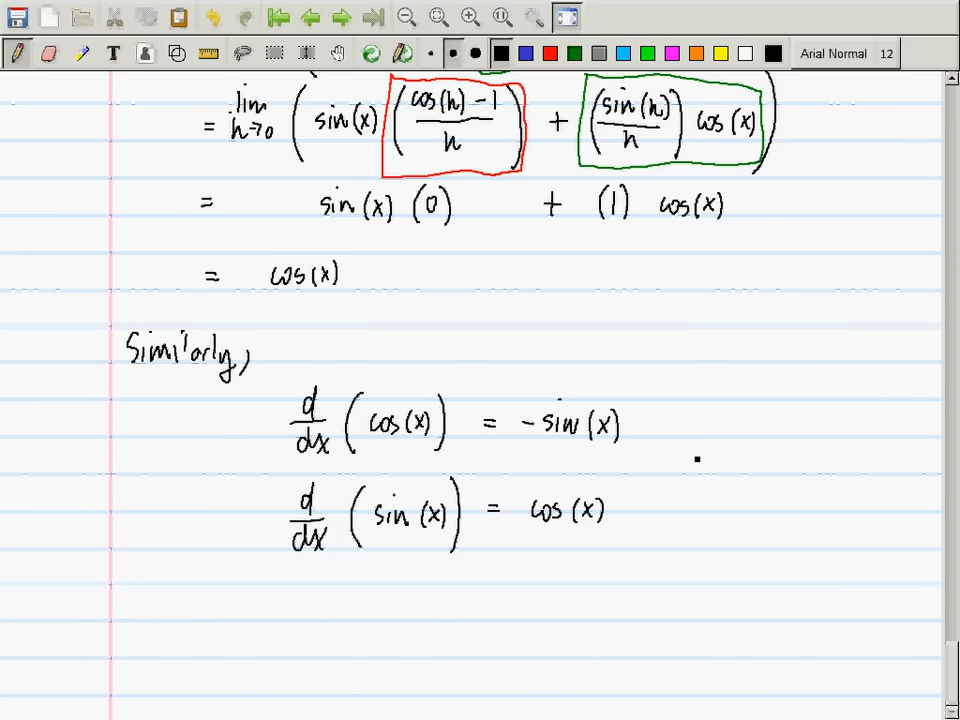 Arial Normal 12
= lim h→0 ( sin(x) ( (cos(h) - 1) / h ) + ( sin(h) / h ) cos(x) )
= sin(x) (0) + (1) cos(x)
= cos(x)
Similarly,
d/dx ( cos(x) ) = - sin(x)
d/dx ( sin(x) ) = cos(x)